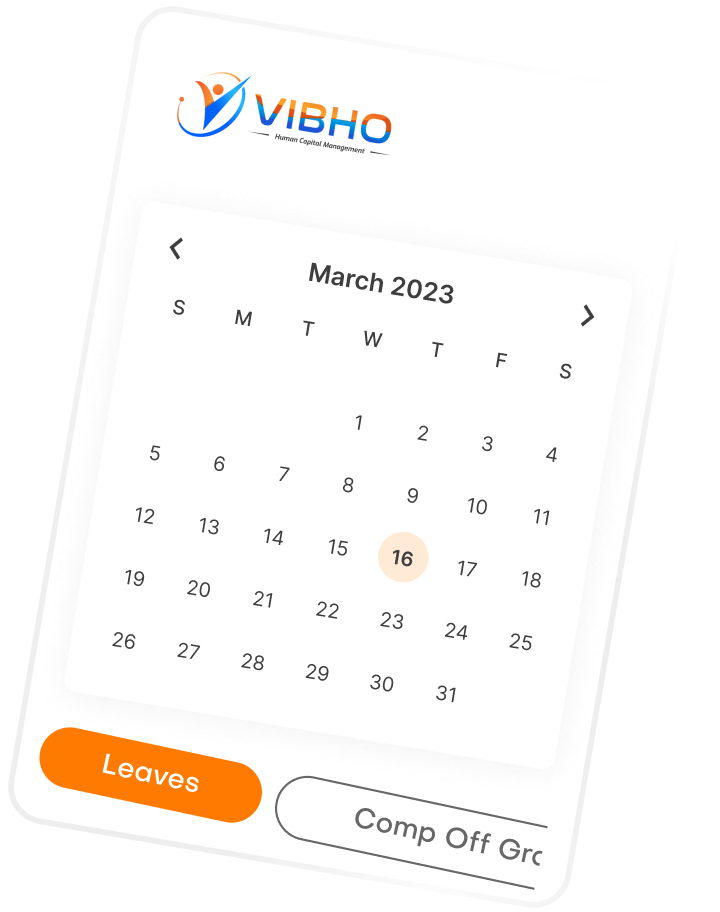 VIBHO
Human Capital Management
March 2023
S M T W T F S
1 2 3 4
5 6 7 8 9 10 11
12 13 14 15 16 17 18
19 20 21 22 23 24 25
26 27 28 29 30 31
Leaves
Comp Off